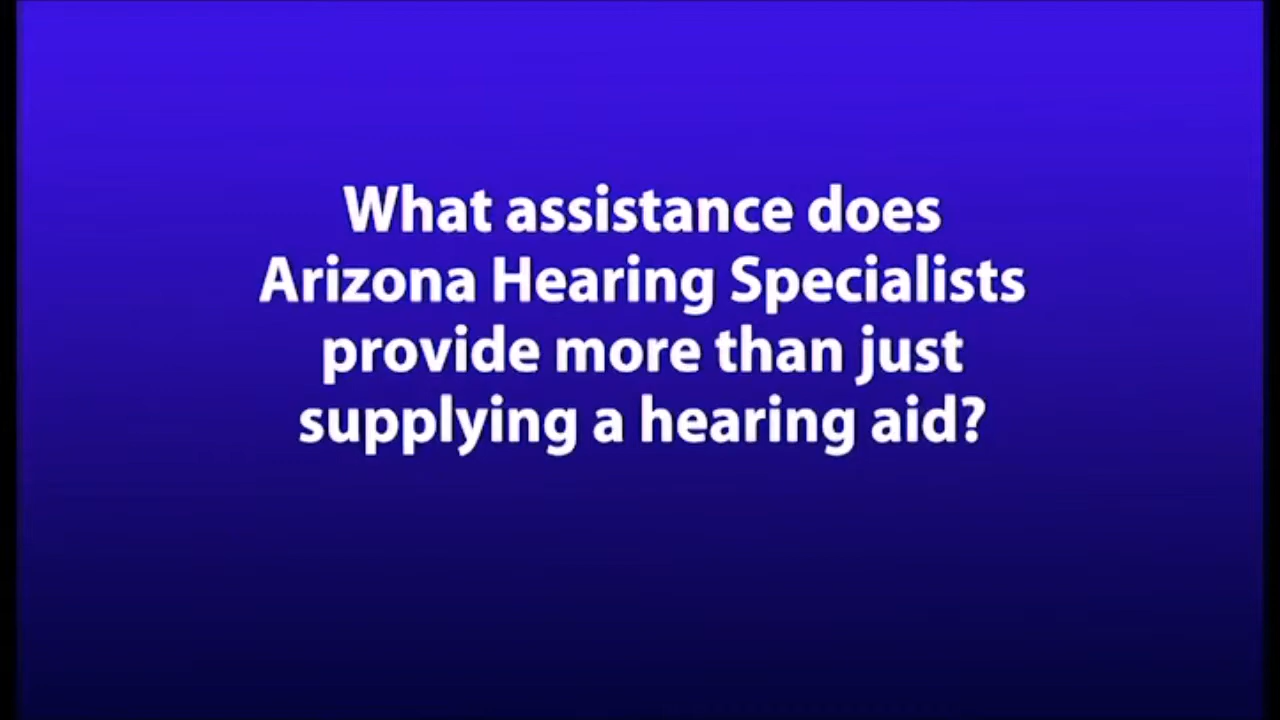 What assistance does
Arizona Hearing Specialists
provide more than just
supplying a hearing aid?